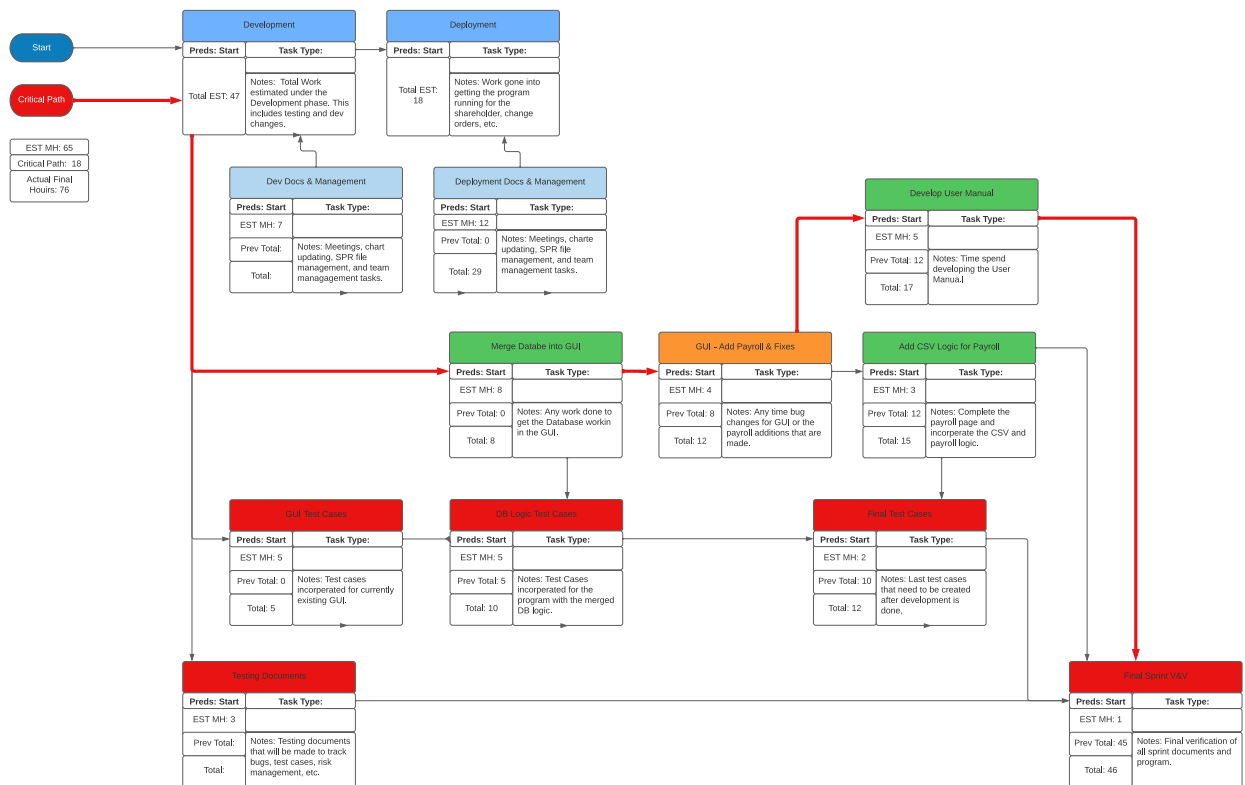 Start
Critical Path
EST MH: 65
Critical Path:  18
Actual Final
Houirs: 76
Development
Preds: Start
Task Type:
Total EST: 47
Notes:  Total Work
estimated under the
Development phase. This
includes testing and dev
changes.
Deployment
Preds: Start
Task Type:
Total EST:
18
Notes: Work gone into
getting the program
running for the
shareholder, change
orders, etc.
Dev Docs & Management
Preds: Start
Task Type:
EST MH: 7
Prev Total:
Total:
Notes: Meetings, chart
updating, SPR file
management, and team
managagement tasks.
Deployment Docs & Management
Preds: Start
Task Type:
EST MH: 12
Prev Total: 0
Total: 29
Notes: Meetings, charte
updating, SPR file
management, and team
management tasks.
Develop User Manual
Preds: Start
Task Type:
EST MH: 5
Prev Total: 12
Total: 17
Notes: Time spend
developing the User
Manua.l
Merge Databe into GUI
Preds: Start
Task Type:
EST MH: 8
Prev Total: 0
Total: 8
Notes: Any work done to
get the Database workin
in the GUI.
GUI - Add Payroll & Fixes
Preds: Start
Task Type:
EST MH: 4
Prev Total: 8
Total: 12
Notes: Any time bug
changes for GUI or the
payroll additions that are
made.
Add CSV Logic for Payroll
Preds: Start
Task Type:
EST MH: 3
Prev Total: 12
Total: 15
Notes: Complete the
payroll page and
incorperate the CSV and
payroll logic.
GUI Test Cases
Preds: Start
Task Type:
EST MH: 5
Prev Total: 0
Total: 5
Notes: Test cases
incorperated for currently
existing GUI.
DB Logic Test Cases
Preds: Start
Task Type:
EST MH: 5
Prev Total: 5
Total: 10
Notes: Test Cases
incorperated for the
program with the merged
DB logic.
Final Test Cases
Preds: Start
Task Type:
EST MH: 2
Prev Total: 10
Total: 12
Notes: Last test cases
that need to be created
after development is
done,
Testing Documents
Preds: Start
Task Type:
EST MH: 3
Prev Total:
Total:
Notes: Testing documents
that will be made to track
bugs, test cases, risk
management, etc.
Final Sprint V&V
Preds: Start
Task Type:
EST MH: 1
Prev Total: 45
Total: 46
Notes: Final verification of
all sprint documents and
program.